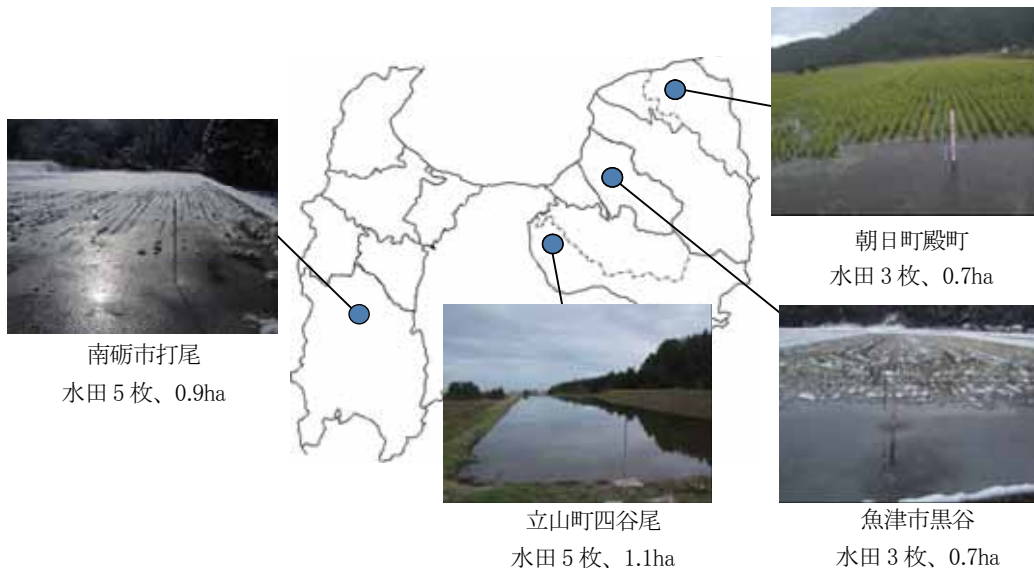 朝日町殿町
水田 3 枚、0.7ha
南砺市打尾
水田 5 枚、0.9ha
立山町四谷尾
水田 5 枚、1.1ha
魚津市黒谷
水田 3 枚、0.7ha